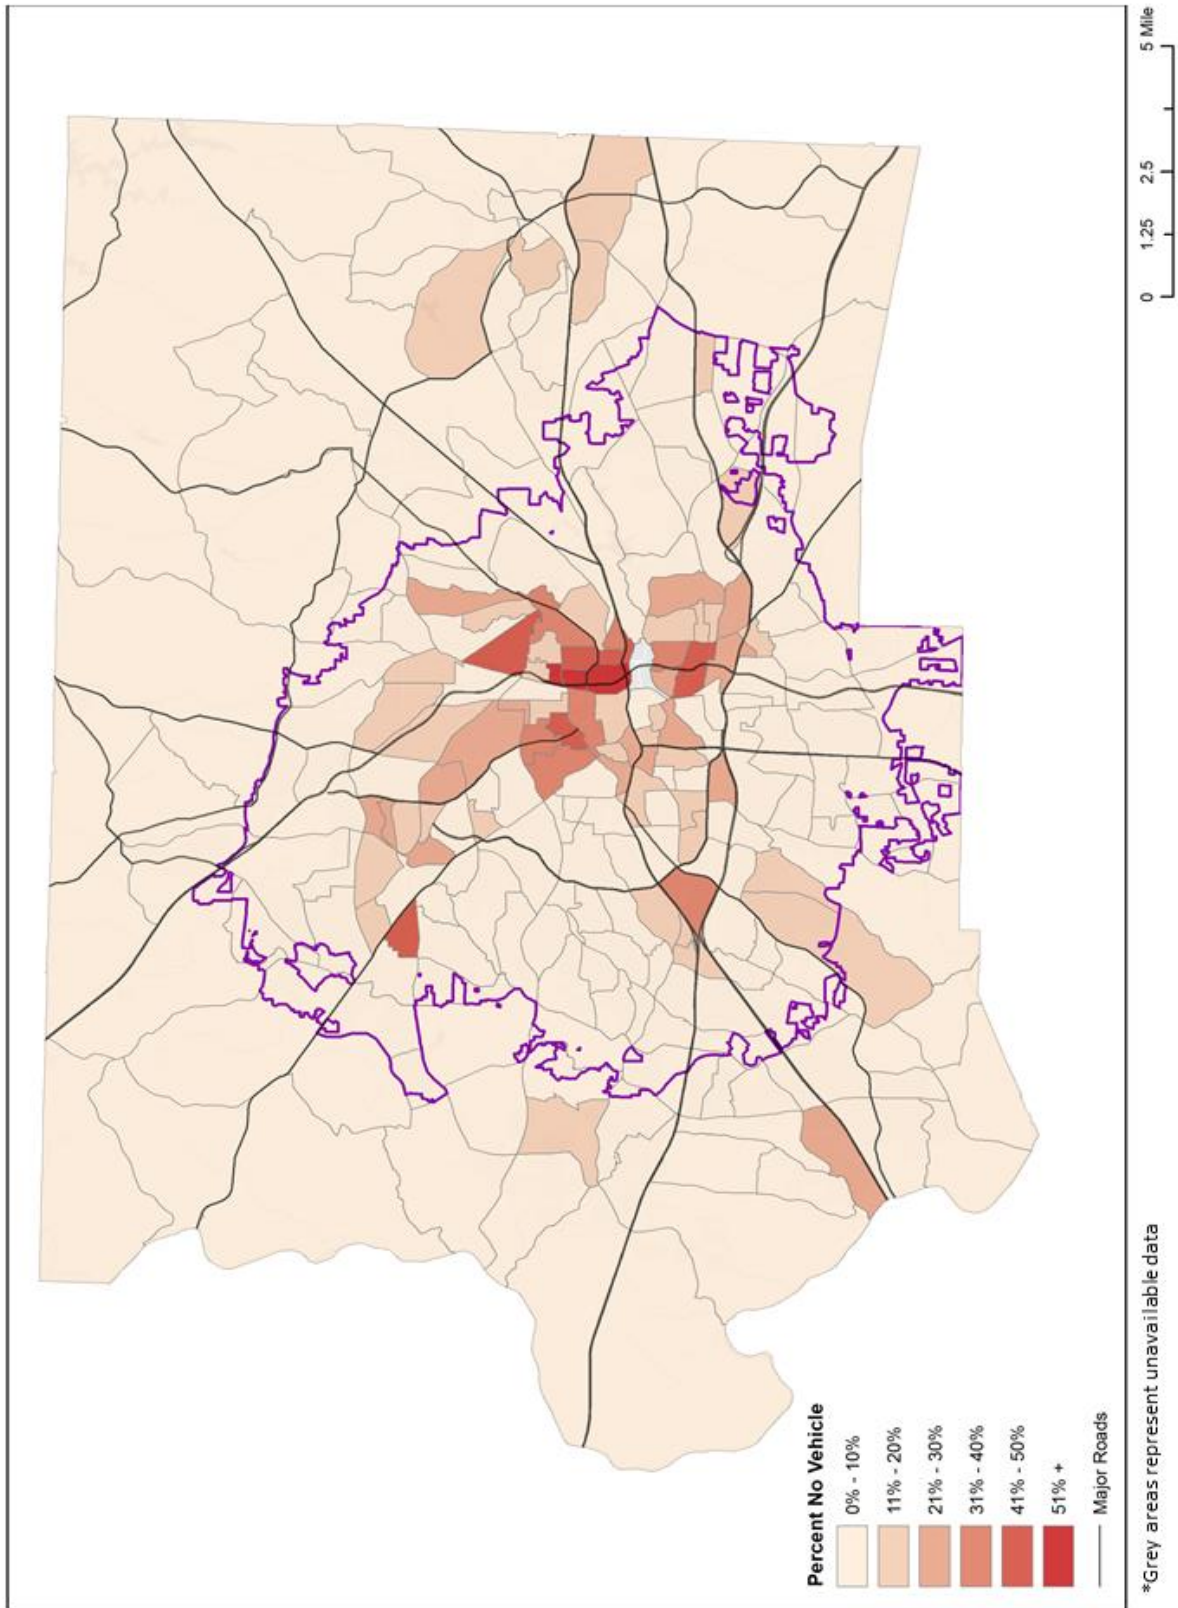 Percent No Vehicle
0% - 10%
11% - 20%
21% - 30%
31% - 40%
41% - 50%
51% +
Major Roads
*Grey areas represent unavailable data
0 1.25 2.5 5 Mile